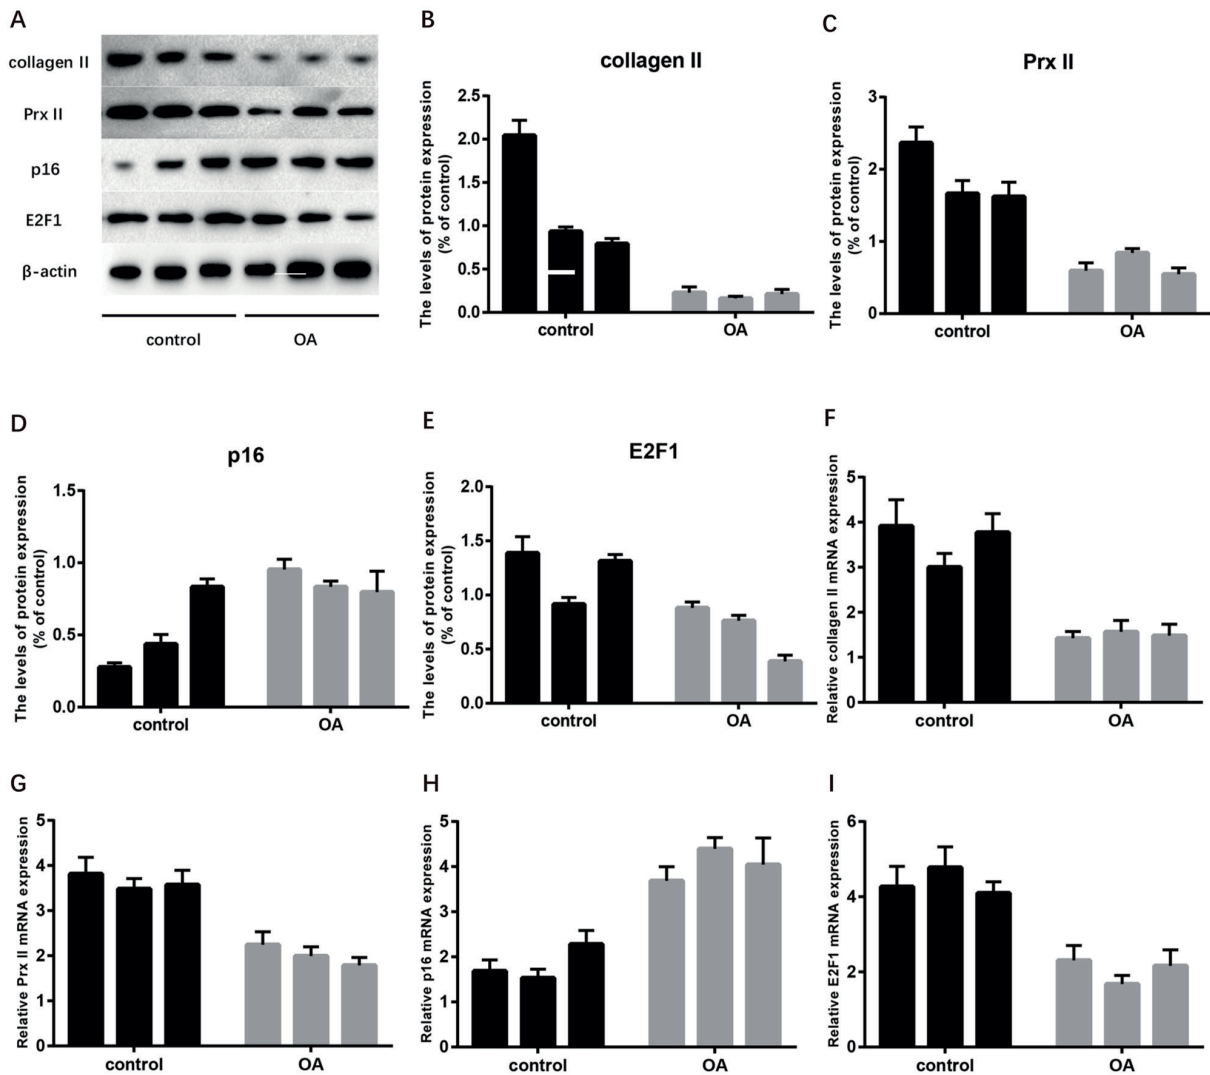 A
collagen II
Prx II
p16
E2F1
β-actin
control
OA
B
collagen II
The levels of protein expression
(% of control)
2.5
2.0
1.5
1.0
0.5
0.0
control
OA
C
Prx II
The levels of protein expression
(% of control)
3
2
1
0
control
OA
D
p16
The levels of protein expression
(% of control)
1.5
1.0
0.5
0.0
control
OA
E
E2F1
The levels of protein expression
(% of control)
2.0
1.5
1.0
0.5
0.0
control
OA
F
Relative collagen II mRNA expression
5
4
3
2
1
0
control
OA
G
Relative Prx II mRNA expression
5
4
3
2
1
0
control
OA
H
Relative p16 mRNA expression
5
4
3
2
1
0
control
OA
I
Relative E2F1 mRNA expression
6
4
2
0
control
OA